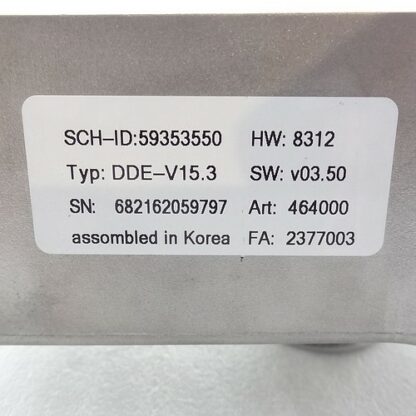 SCH-ID:59353550 HW: 8312
Typ: DDE-V15.3 SW: v03.50
SN: 682162059797 Art: 464000
assombled in Korea FA: 2377003